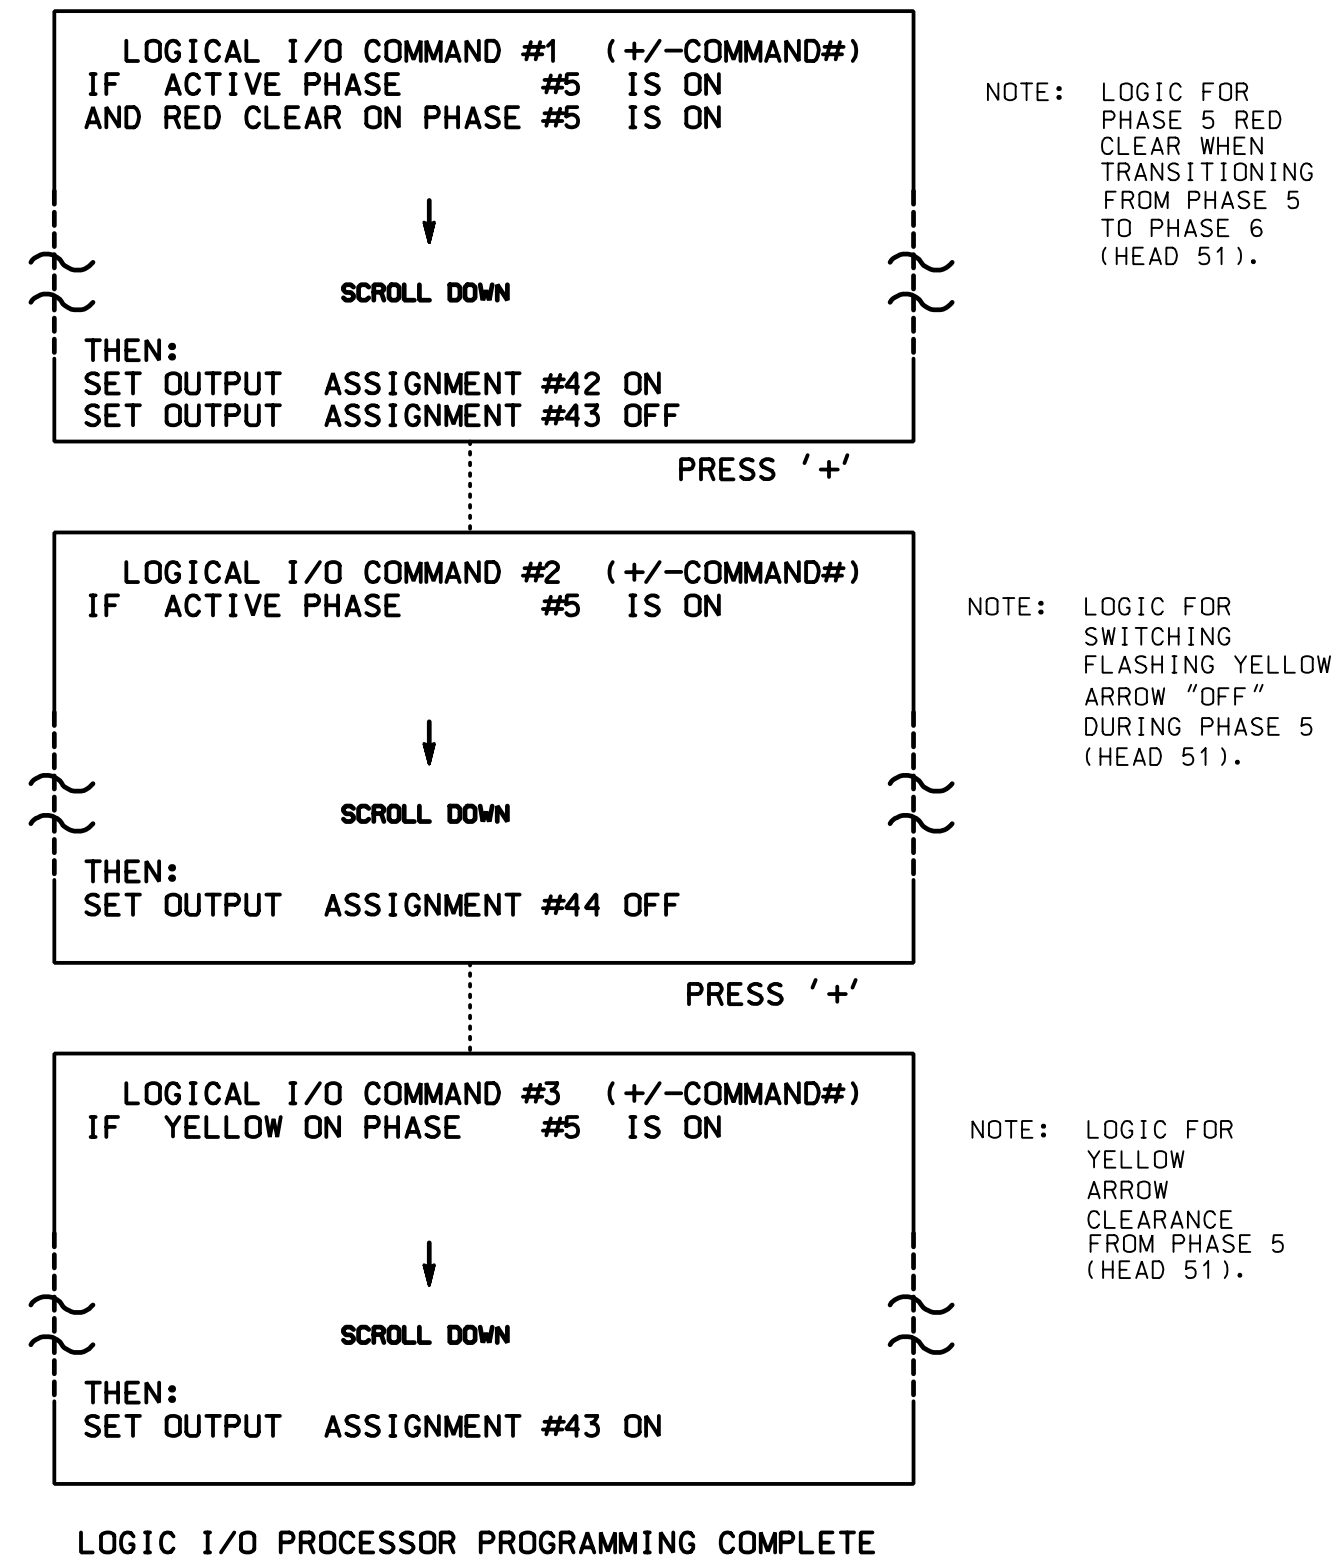 LOGICAL I/O COMMAND #1 (+/-COMMAND#)
IF ACTIVE PHASE #5 IS ON
AND RED CLEAR ON PHASE #5 IS ON
SCROLL DOWN
THEN:
SET OUTPUT ASSIGNMENT #42 ON
SET OUTPUT ASSIGNMENT #43 OFF
NOTE: LOGIC FOR
PHASE 5 RED
CLEAR WHEN
TRANSITIONING
FROM PHASE 5
TO PHASE 6
(HEAD 51).
PRESS '+'
LOGICAL I/O COMMAND #2 (+/-COMMAND#)
IF ACTIVE PHASE #5 IS ON
SCROLL DOWN
THEN:
SET OUTPUT ASSIGNMENT #44 OFF
NOTE: LOGIC FOR
SWITCHING
FLASHING YELLOW
ARROW "OFF"
DURING PHASE 5
(HEAD 51).
PRESS '+'
LOGICAL I/O COMMAND #3 (+/-COMMAND#)
IF YELLOW ON PHASE #5 IS ON
SCROLL DOWN
THEN:
SET OUTPUT ASSIGNMENT #43 ON
NOTE: LOGIC FOR
YELLOW
ARROW
CLEARANCE
FROM PHASE 5
(HEAD 51).
LOGIC I/O PROCESSOR PROGRAMMING COMPLETE